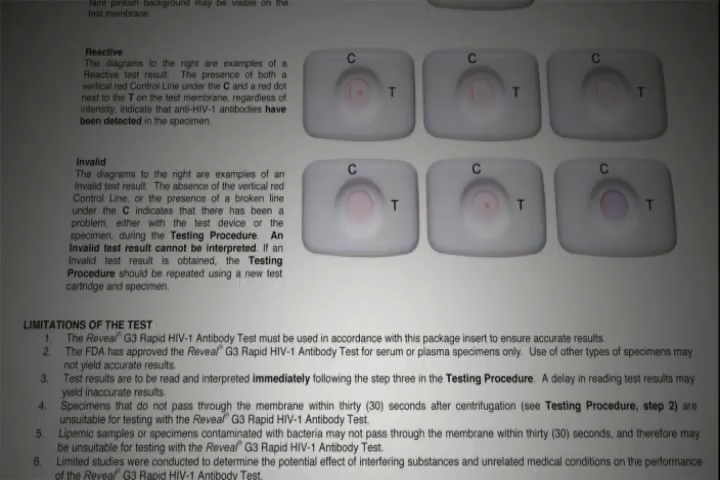 faint pinkish background may be visible on the
test membrane.
Reactive
The diagrams to the right are examples of a
Reactive test result. The presence of both a
vertical red Control Line under the C and a red dot
next to the T on the test membrane, regardless of
intensity, indicate that anti-HIV-1 antibodies have
been detected in the specimen.
C
T
C
T
C
T
Invalid
The diagrams to the right are examples of an
Invalid test result. The absence of the vertical red
Control Line, or the presence of a broken line
under the C indicates that there has been a
problem, either with the test device or the
specimen, during the Testing Procedure. An
Invalid test result cannot be interpreted. If an
Invalid test result is obtained, the Testing
Procedure should be repeated using a new test
cartridge and specimen.
C
T
C
T
C
T
LIMITATIONS OF THE TEST
1. The Reveal® G3 Rapid HIV-1 Antibody Test must be used in accordance with this package insert to ensure accurate results.
2. The FDA has approved the Reveal® G3 Rapid HIV-1 Antibody Test for serum or plasma specimens only. Use of other types of specimens may
not yield accurate results.
3. Test results are to be read and interpreted immediately following the step three in the Testing Procedure. A delay in reading test results may
yield inaccurate results.
4. Specimens that do not pass through the membrane within thirty (30) seconds after centrifugation (see Testing Procedure, step 2) are
unsuitable for testing with the Reveal® G3 Rapid HIV-1 Antibody Test.
5. Lipemic samples or specimens contaminated with bacteria may not pass through the membrane within thirty (30) seconds, and therefore may
be unsuitable for testing with the Reveal® G3 Rapid HIV-1 Antibody Test.
6. Limited studies were conducted to determine the potential effect of interfering substances and unrelated medical conditions on the performance
of the Reveal® G3 Rapid HIV-1 Antibody Test.